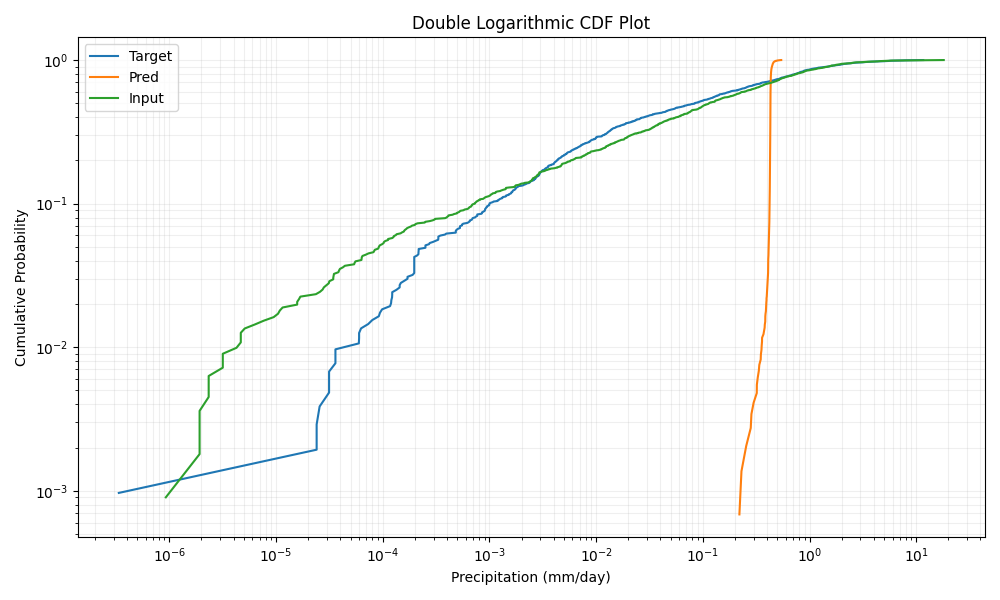 Double Logarithmic CDF Plot
Target
Pred
Input
Cumulative Probability
10⁰
10⁻¹
10⁻²
10⁻³
10⁻⁶
10⁻⁵
10⁻⁴
10⁻³
10⁻²
10⁻¹
10⁰
10¹
Precipitation (mm/day)